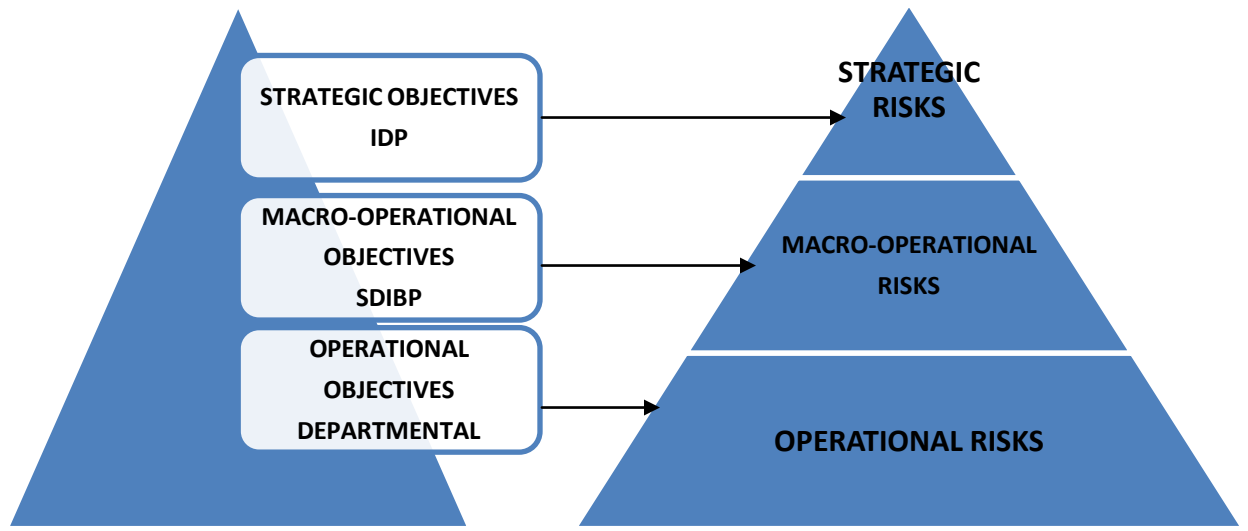 STRATEGIC OBJECTIVES
IDP
MACRO-OPERATIONAL
OBJECTIVES
SDIBP
OPERATIONAL
OBJECTIVES
DEPARTMENTAL
STRATEGIC
RISKS
MACRO-OPERATIONAL
RISKS
OPERATIONAL RISKS